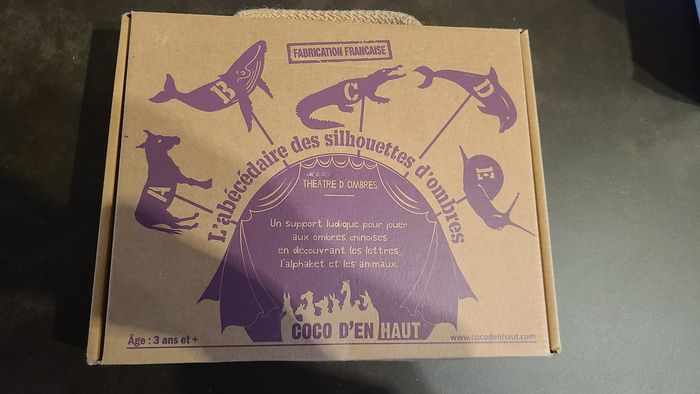 FABRICATION FRANÇAISE
A
B
C
D
E
L'abécédaire des silhouettes d'ombres
THÉATRE D'OMBRES
Un support ludique pour jouer
aux ombres chinoises
en découvrant les lettres,
l'alphabet et les animaux.
COCO D'EN HAUT
Âge : 3 ans et +
www.cocodenhaut.com